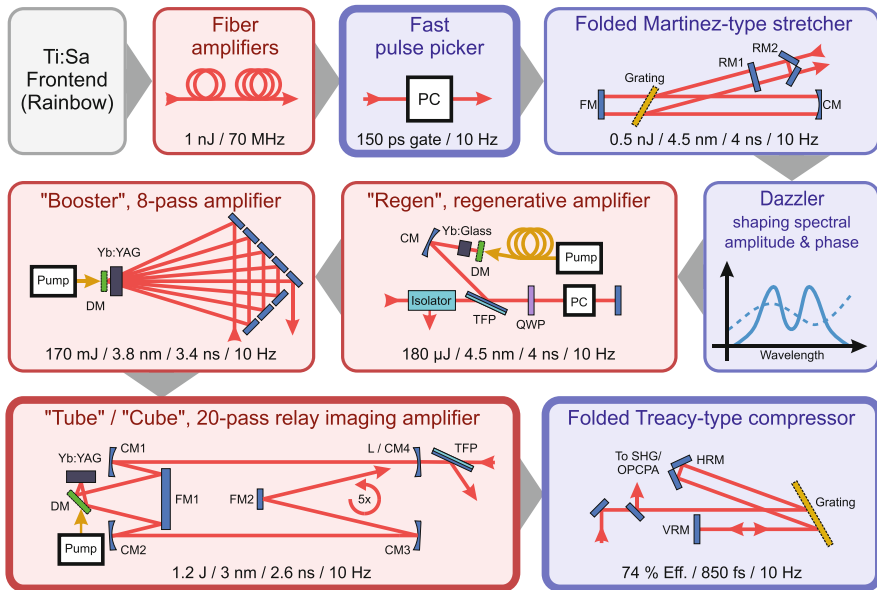 Ti:Sa
Frontend
(Rainbow)
Fiber
amplifiers
1 nJ / 70 MHz
Fast
pulse picker
PC
150 ps gate / 10 Hz
Folded Martinez-type stretcher
RM2
RM1
Grating
FM
CM
0.5 nJ / 4.5 nm / 4 ns / 10 Hz
"Booster", 8-pass amplifier
Yb:YAG
Pump
DM
170 mJ / 3.8 nm / 3.4 ns / 10 Hz
"Regen", regenerative amplifier
CM
Yb:Glass
DM
Pump
Isolator
TFP
QWP
PC
180 µJ / 4.5 nm / 4 ns / 10 Hz
Dazzler
shaping spectral
amplitude & phase
Wavelength
"Tube" / "Cube", 20-pass relay imaging amplifier
CM1
Yb:YAG
DM
Pump
CM2
FM1
FM2
5x
L / CM4
TFP
CM3
1.2 J / 3 nm / 2.6 ns / 10 Hz
Folded Treacy-type compressor
To SHG/
OPCPA
HRM
Grating
VRM
74 % Eff. / 850 fs / 10 Hz